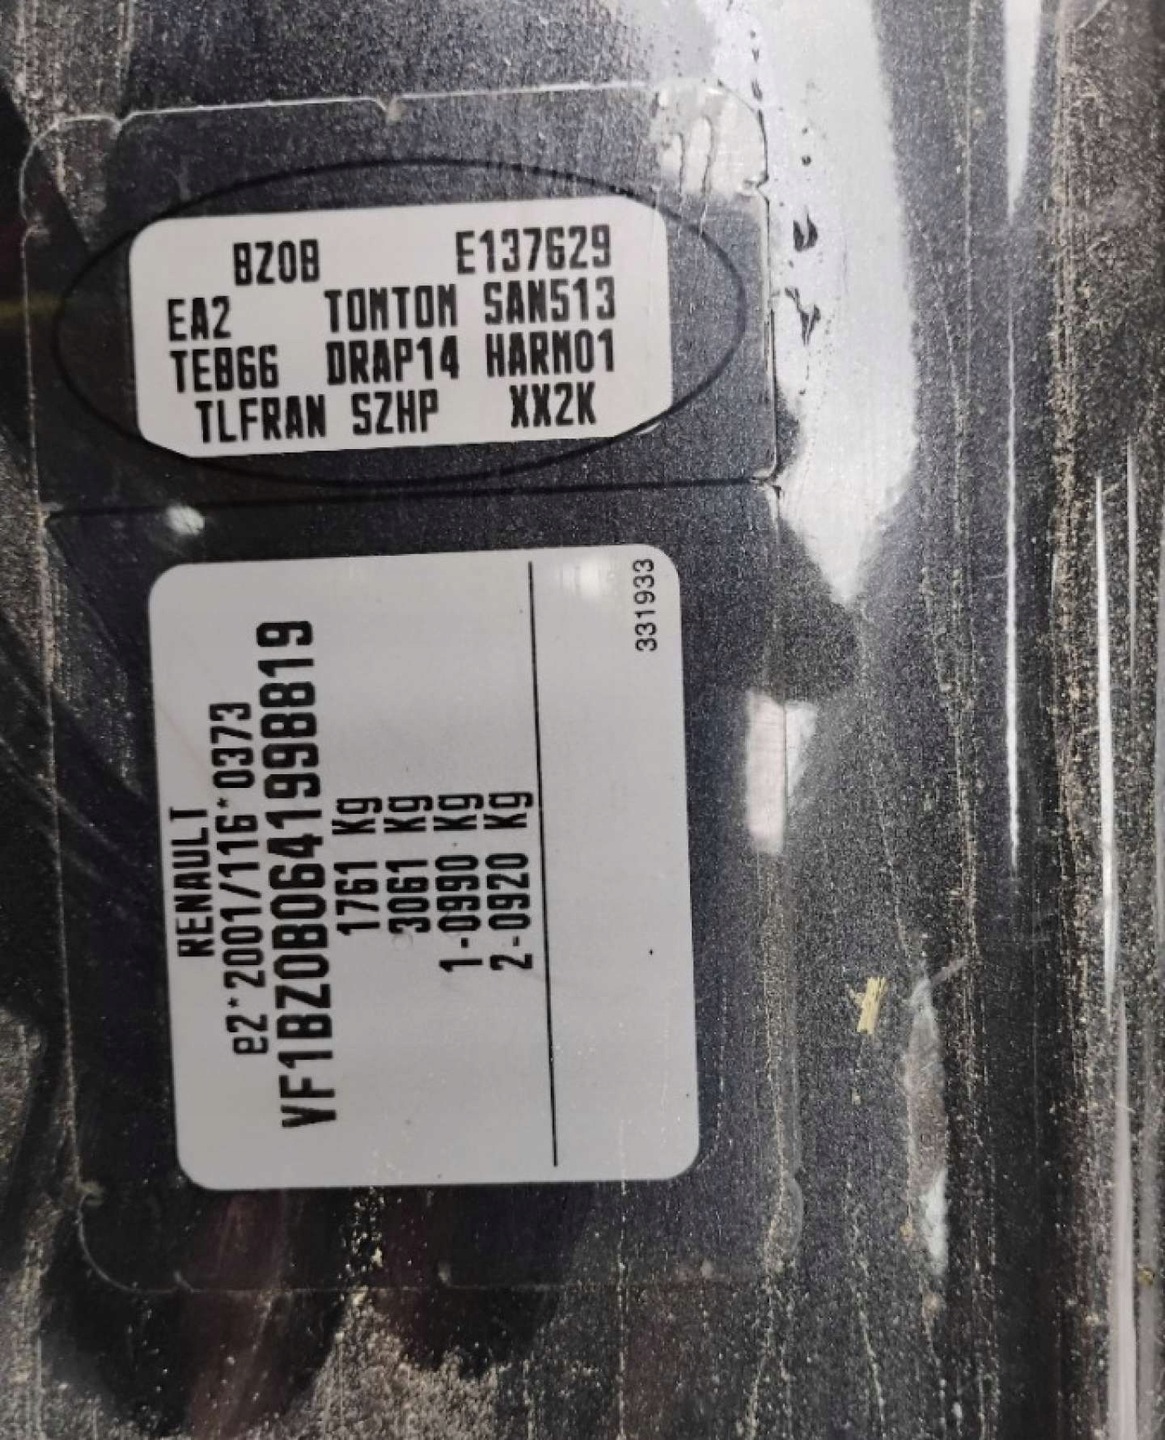 BZ0B E137629
EA2 TOMTOM SAN513
TEB66 DRAP14 HARM01
TLFRAN SZHP XX2K
RENAULT
e2*2001/116*0373
VF1BZ0B0641998819
1761 Kg
3061 Kg
1-0990 Kg
2-0920 Kg
331933